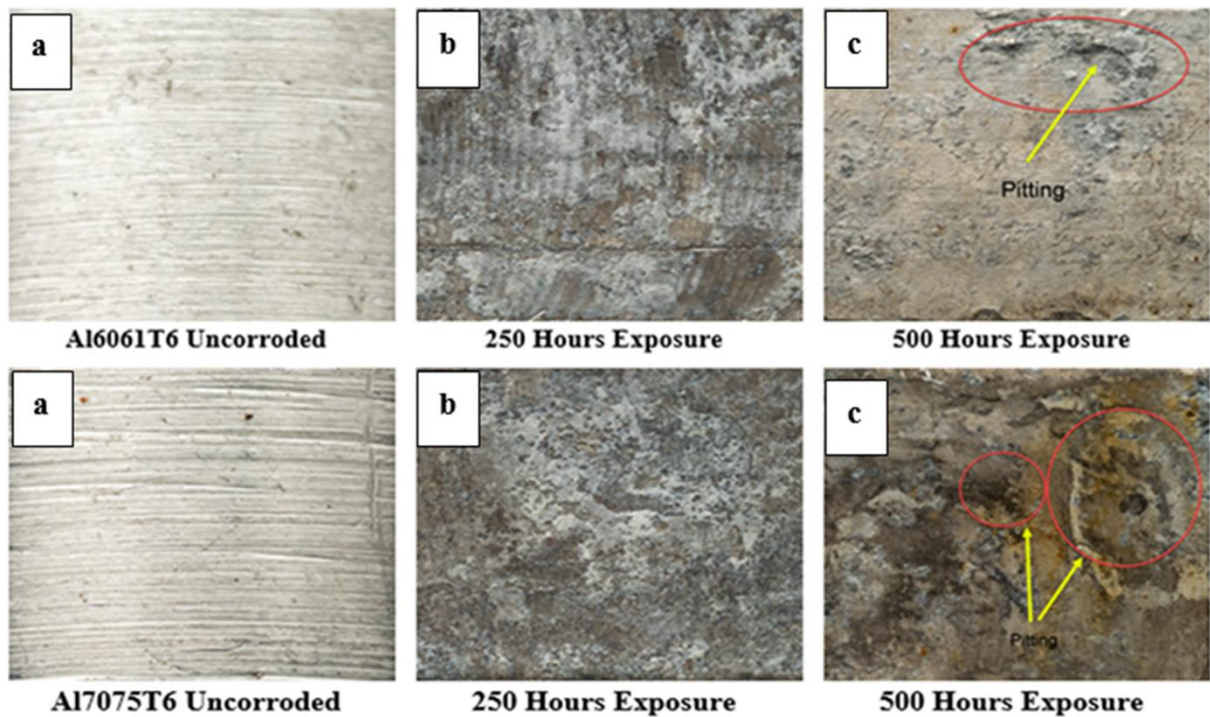 a
b
c
Pitting
Al6061T6 Uncorroded
250 Hours Exposure
500 Hours Exposure
a
b
c
Pitting
Al7075T6 Uncorroded
250 Hours Exposure
500 Hours Exposure